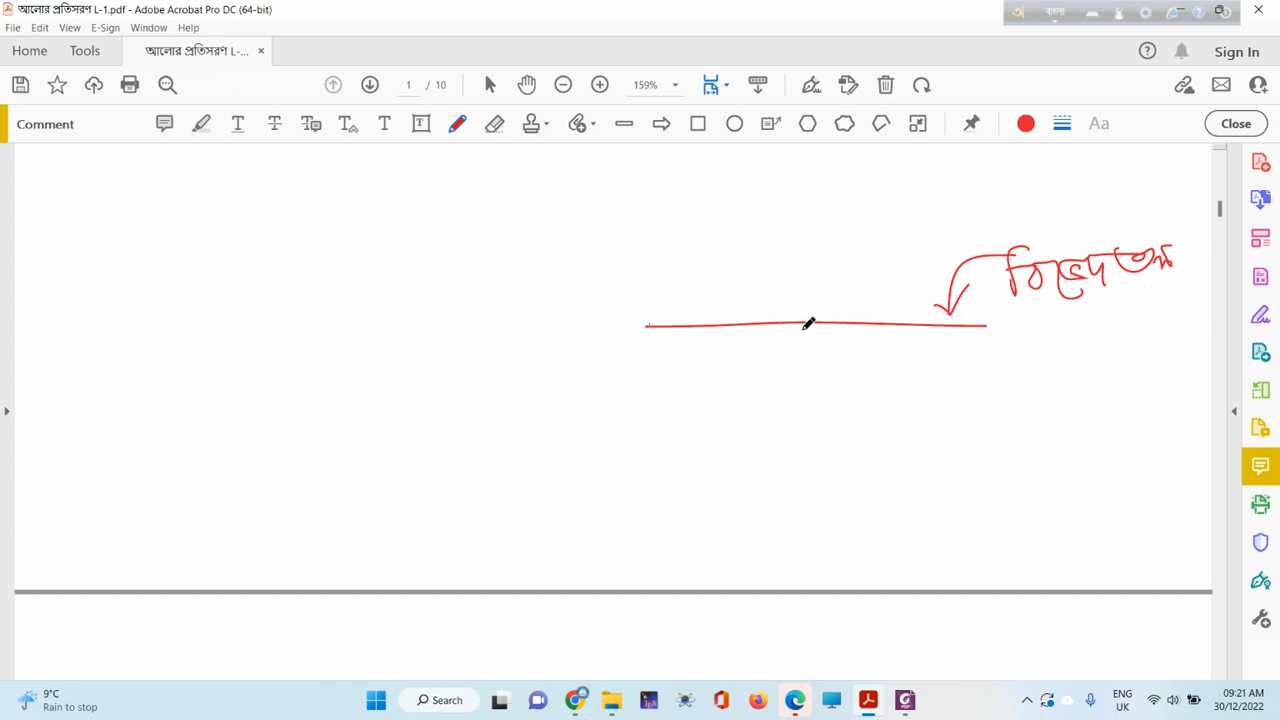 আলোর প্রতিসরণ L-1.pdf - Adobe Acrobat Pro DC (64-bit)
বাংলা
File Edit View E-Sign Window Help
Home Tools আলোর প্রতিসরণ L-... × Sign In
1 / 10 159%
Comment Aa Close
বিভেদতল
9°C
Rain to stop
Search
ENG
UK
09:21 AM
30/12/2022